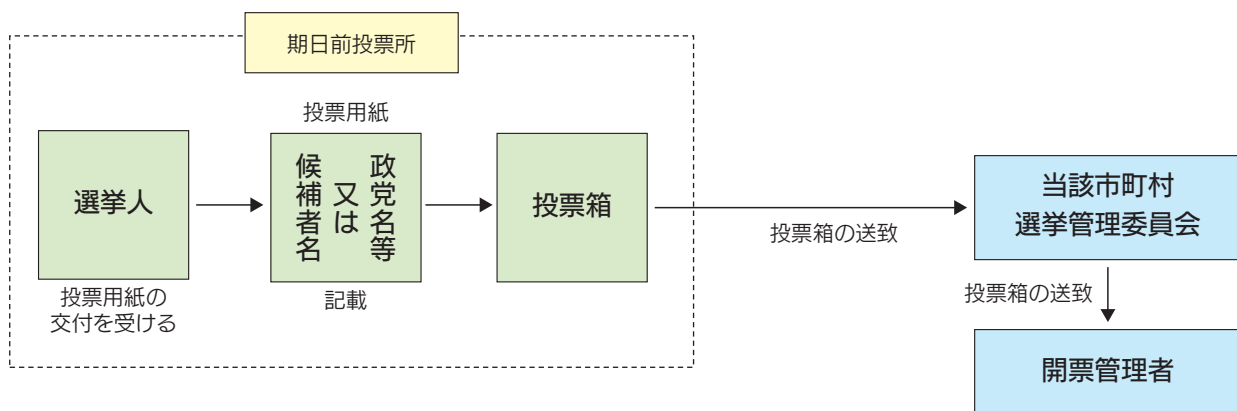 期日前投票所
投票用紙
選挙人
政党名等
又は
候補者名
投票箱
投票用紙の
交付を受ける
記載
投票箱の送致
当該市町村
選挙管理委員会
投票箱の送致
開票管理者